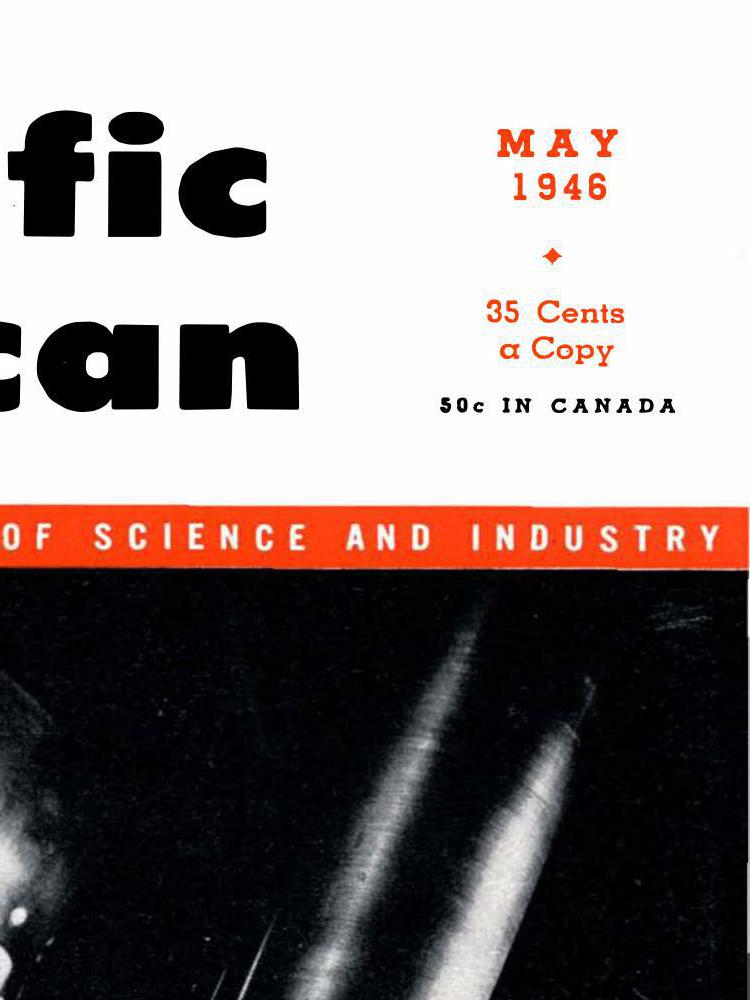 fic
can
MAY
1946
35 Cents
a Copy
50c IN CANADA
OF SCIENCE AND INDUSTRY